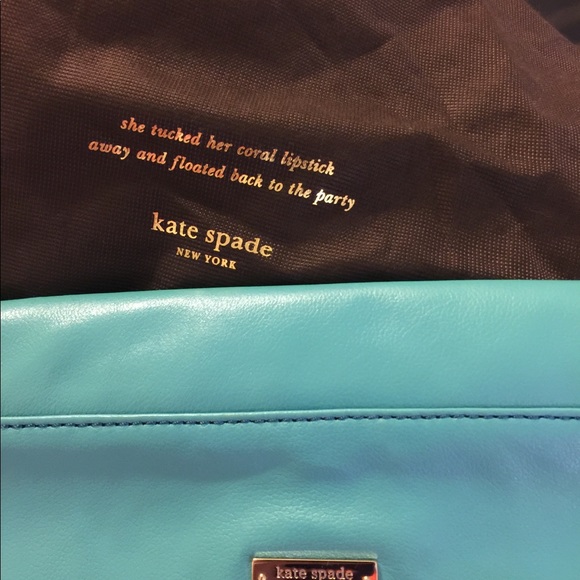 she tucked her coral lipstick
away and floated back to the party
kate spade
NEW YORK
kate spade